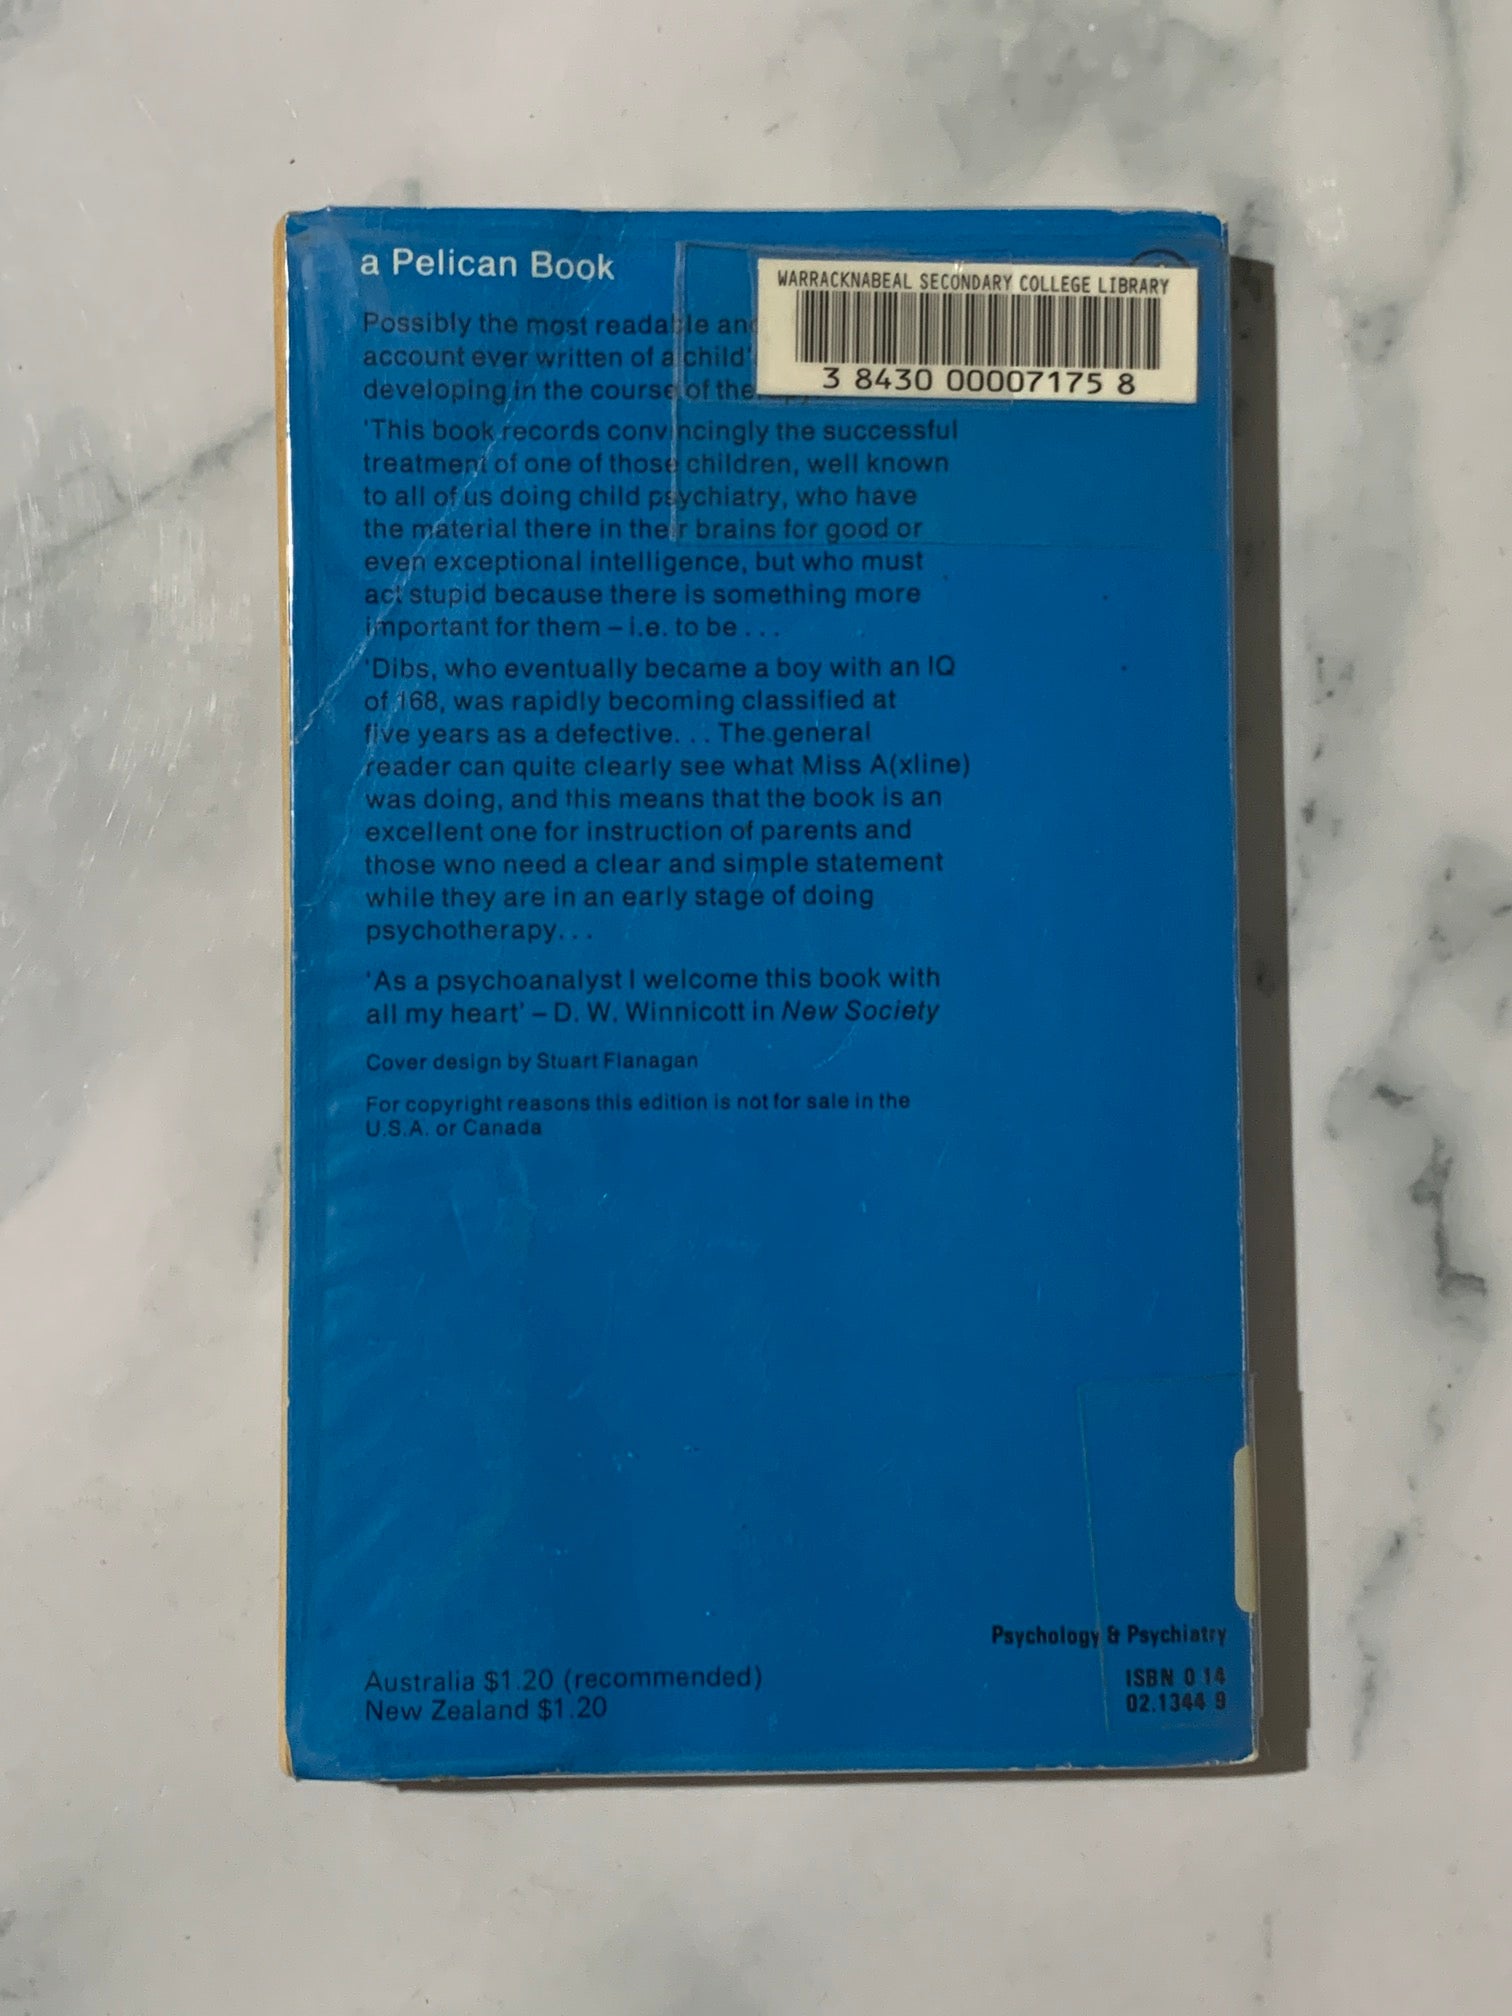 a Pelican Book
WARRACKNABEAL SECONDARY COLLEGE LIBRARY
3 8430 00007175 8
Possibly the most readable and
account ever written of a child'
developing in the course of therapy
'This book records convincingly the successful
treatment of one of those children, well known
to all of us doing child psychiatry, who have
the material there in their brains for good or
even exceptional intelligence, but who must
act stupid because there is something more
important for them – i.e. to be . . .
'Dibs, who eventually became a boy with an IQ
of 168, was rapidly becoming classified at
five years as a defective. . . The general
reader can quite clearly see what Miss A(xline)
was doing, and this means that the book is an
excellent one for instruction of parents and
those who need a clear and simple statement
while they are in an early stage of doing
psychotherapy. . .
'As a psychoanalyst I welcome this book with
all my heart' – D. W. Winnicott in New Society
Cover design by Stuart Flanagan
For copyright reasons this edition is not for sale in the
U.S.A. or Canada
Psychology & Psychiatry
Australia $1.20 (recommended)
New Zealand $1.20
ISBN 0 14
02.1344 9